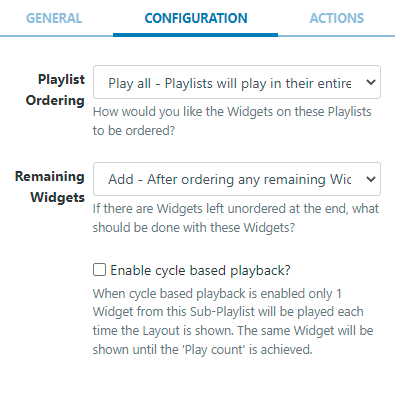 GENERAL CONFIGURATION ACTIONS
Playlist Ordering
Play all - Playlists will play in their entire
How would you like the Widgets on these Playlists
to be ordered?
Remaining Widgets
Add - After ordering any remaining Wid
If there are Widgets left unordered at the end, what
should be done with these Widgets?
Enable cycle based playback?
When cycle based playback is enabled only 1
Widget from this Sub-Playlist will be played each
time the Layout is shown. The same Widget will be
shown until the 'Play count' is achieved.